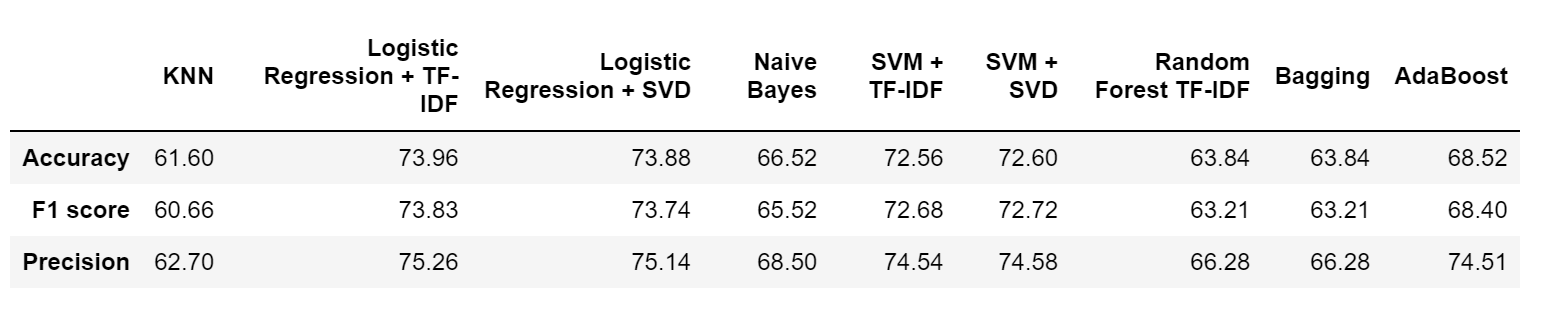 KNN Logistic Regression + TF-IDF Logistic Regression + SVD Naive Bayes SVM + TF-IDF SVM + SVD Random Forest TF-IDF Bagging AdaBoost
Accuracy 61.60 73.96 73.88 66.52 72.56 72.60 63.84 63.84 68.52
F1 score 60.66 73.83 73.74 65.52 72.68 72.72 63.21 63.21 68.40
Precision 62.70 75.26 75.14 68.50 74.54 74.58 66.28 66.28 74.51